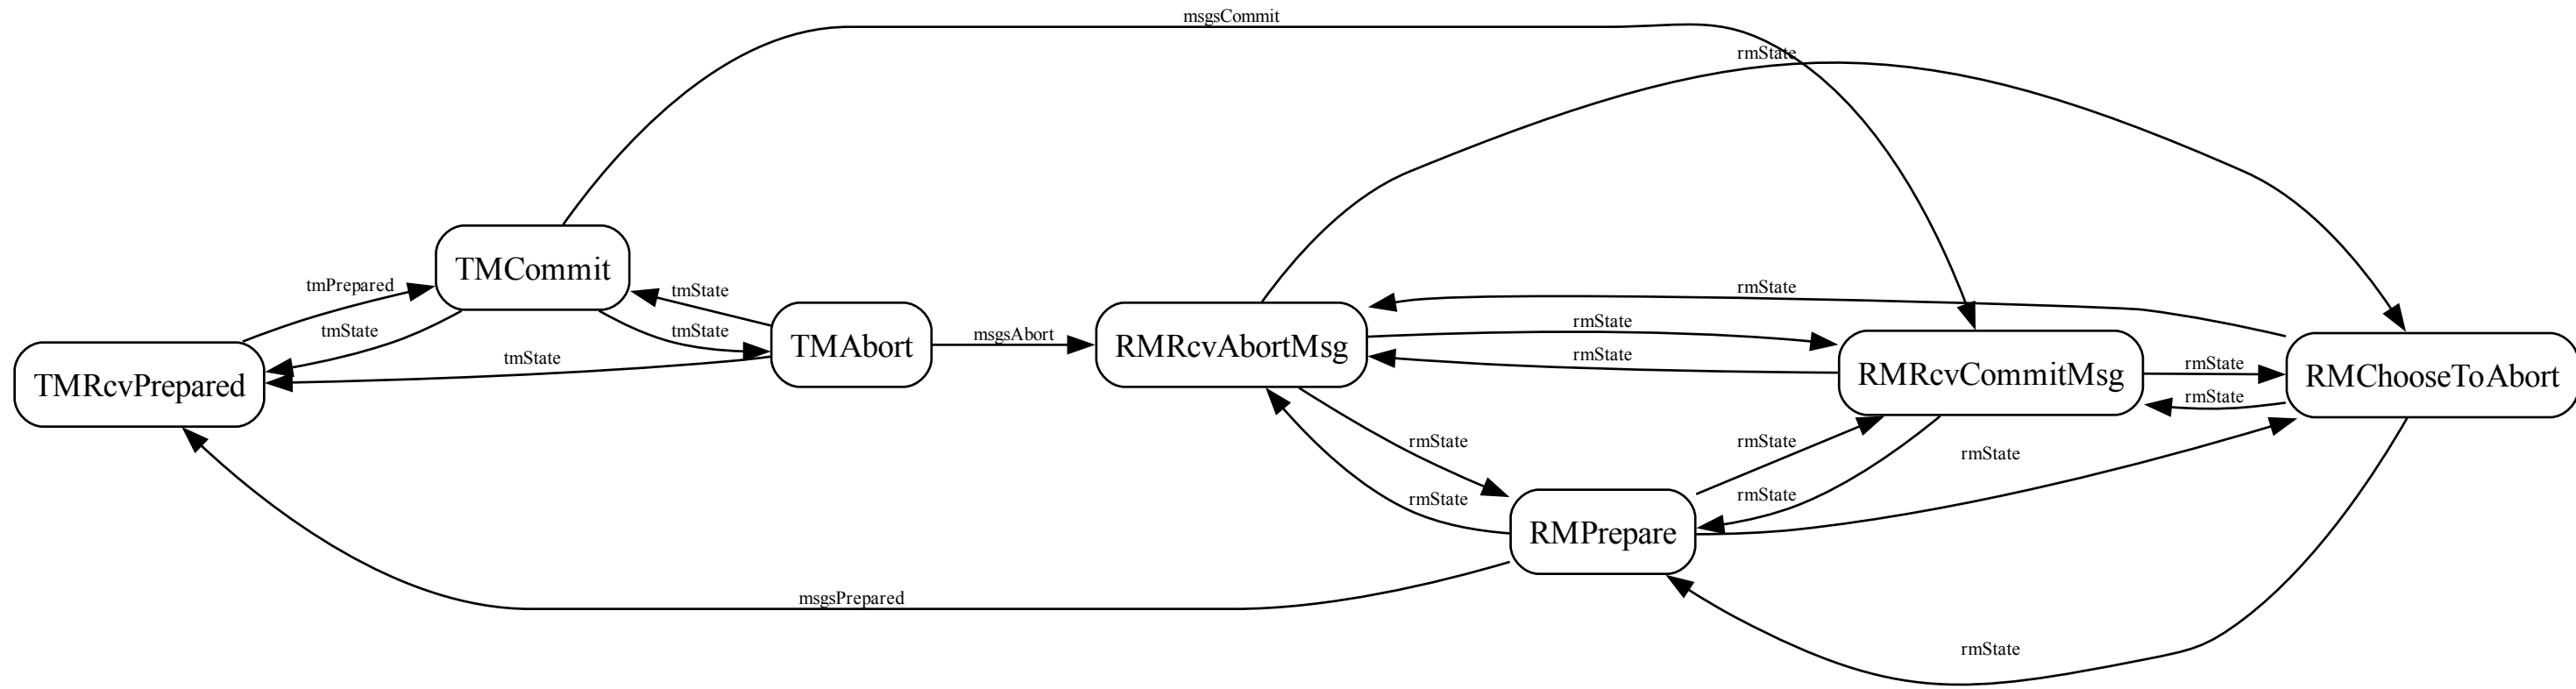 msgsCommit
rmState
TMCommit
tmPrepared
tmState
rmState
tmState
TMAbort
rmState
tmState
msgsAbort
RMRcvAbortMsg
rmState
tmState
RMRcvCommitMsg
rmState
RMChooseToAbort
TMRcvPrepared
rmState
rmState
rmState
rmState
rmState
rmState
RMPrepare
msgsPrepared
rmState